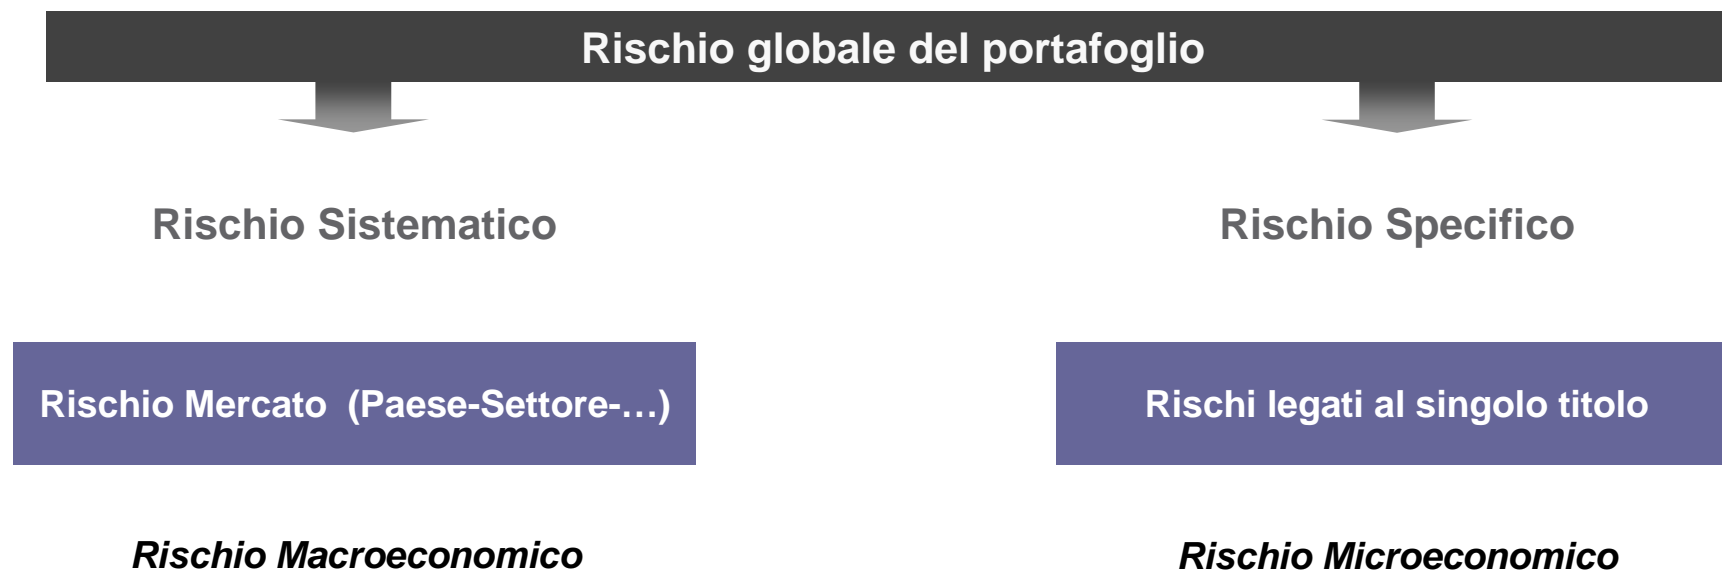 Rischio globale del portafoglio
Rischio Sistematico
Rischio Specifico
Rischio Mercato  (Paese-Settore-…)
Rischi legati al singolo titolo
Rischio Macroeconomico
Rischio Microeconomico